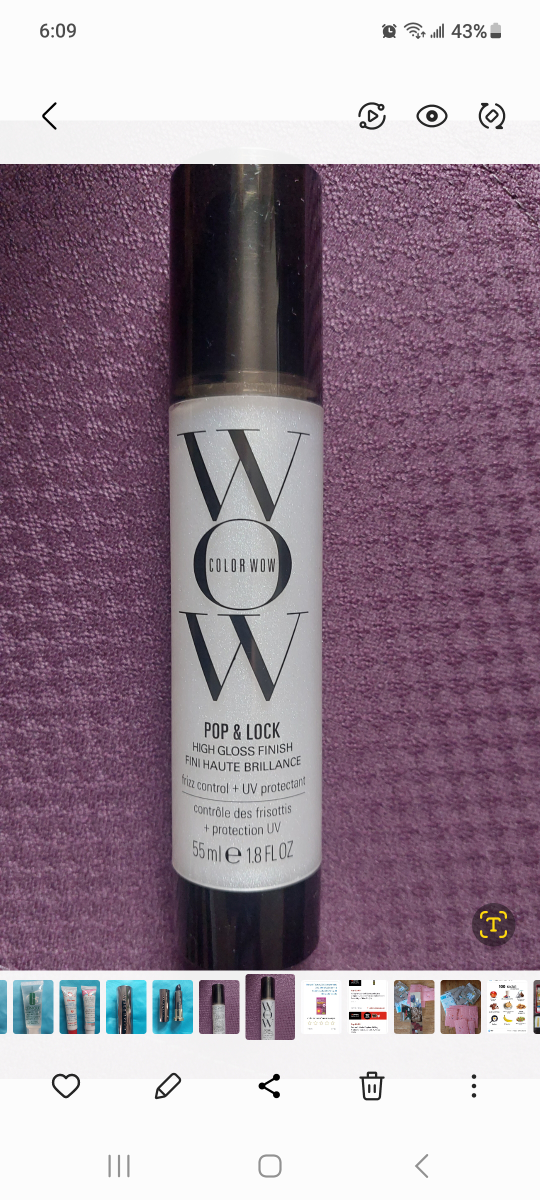 6:09
43%
W
COLOR WOW
O
W
POP & LOCK
HIGH GLOSS FINISH
FINI HAUTE BRILLANCE
frizz control + UV protectant
contrôle des frisottis
+ protection UV
55 ml e 1.8 FL OZ
T